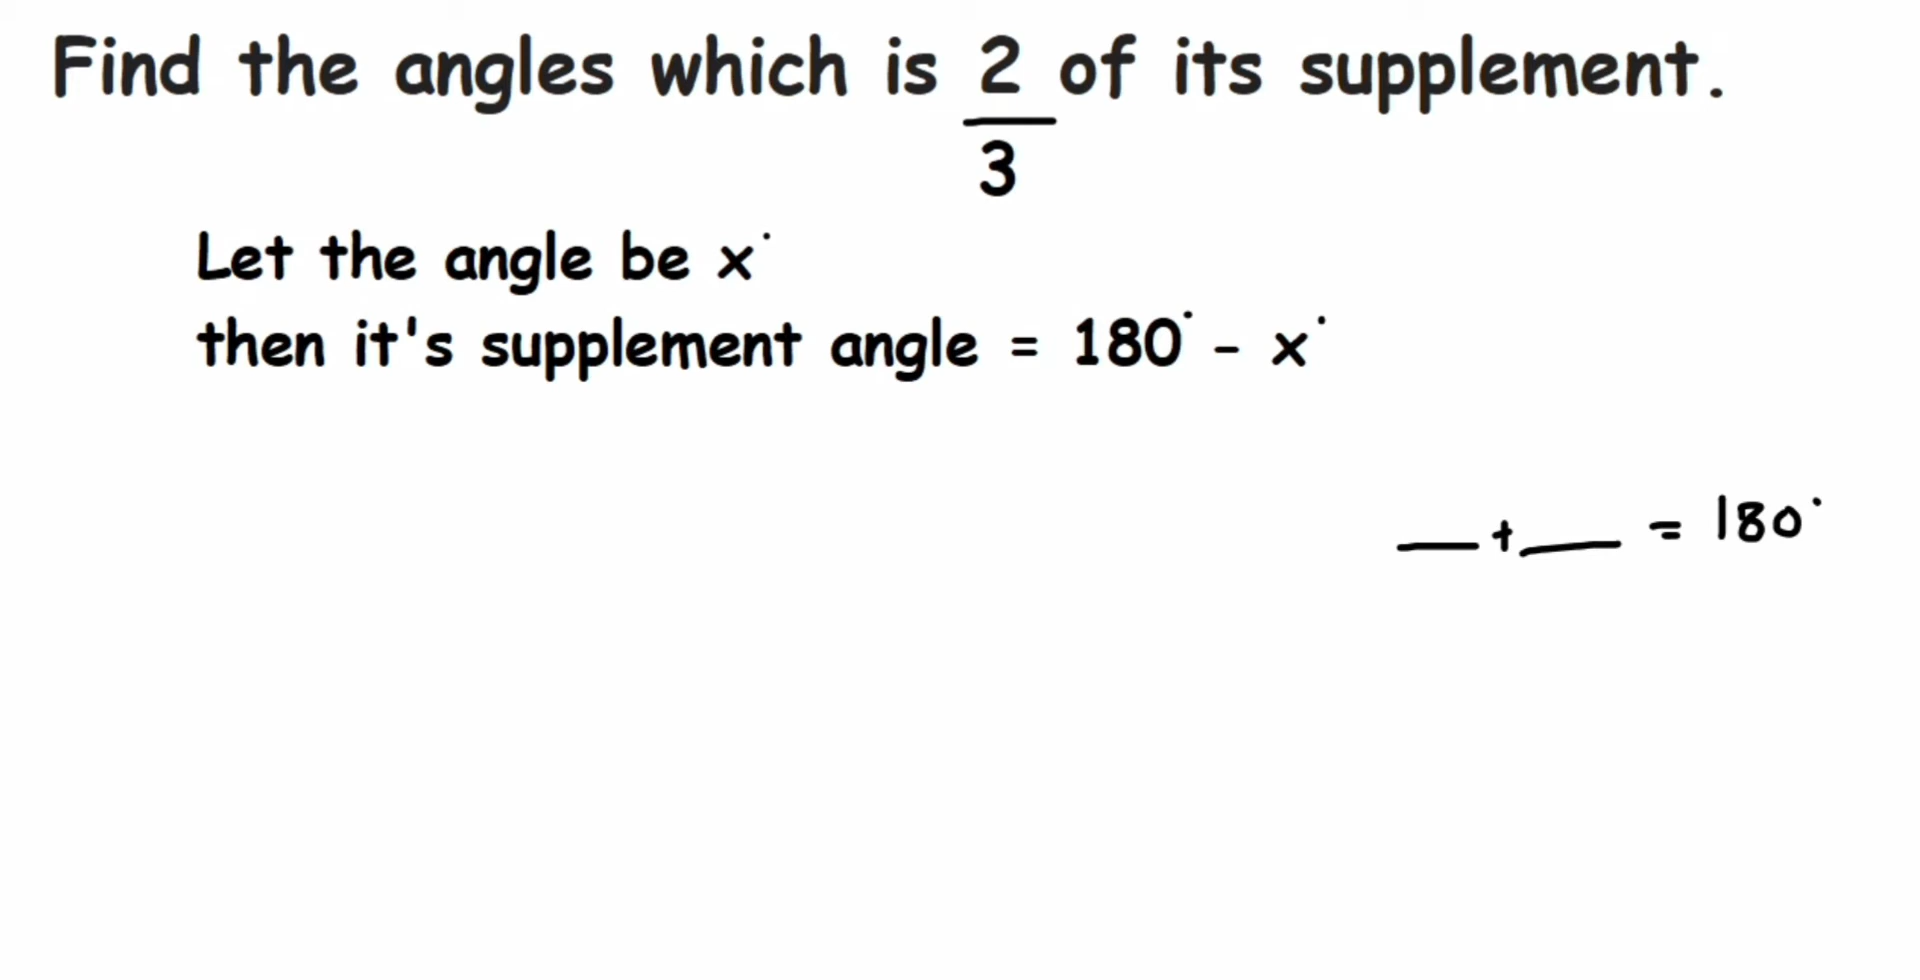 Find the angles which is 2/3 of its supplement.
Let the angle be x˙
then it's supplement angle = 180˙ - x˙
__ + __ = 180˙